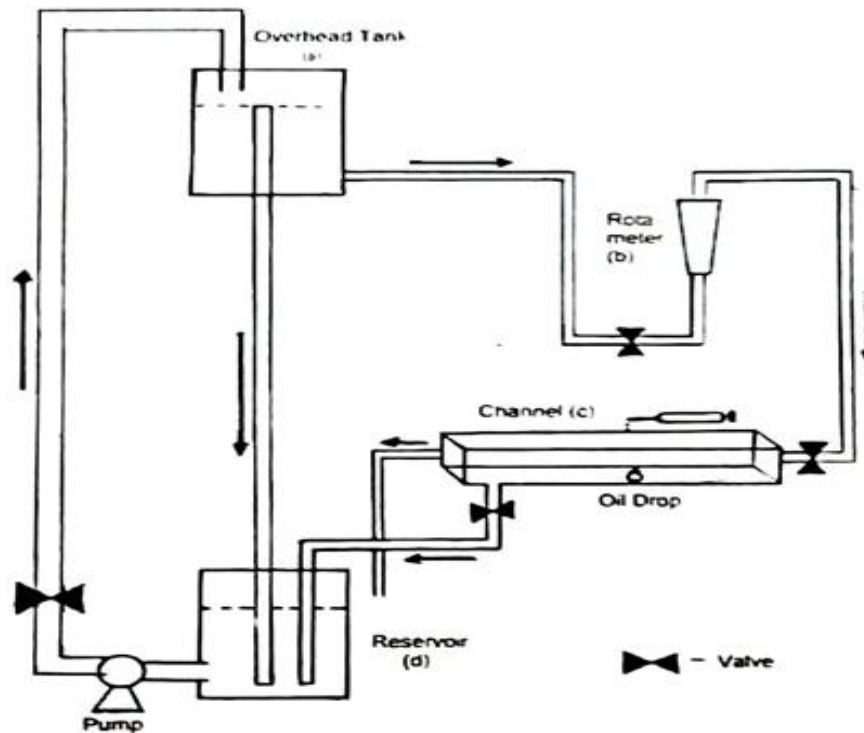 Overhead Tank
(a)
Rota
meter
(b)
Channel (c)
Oil Drop
Reservoir
(d)
– Valve
Pump